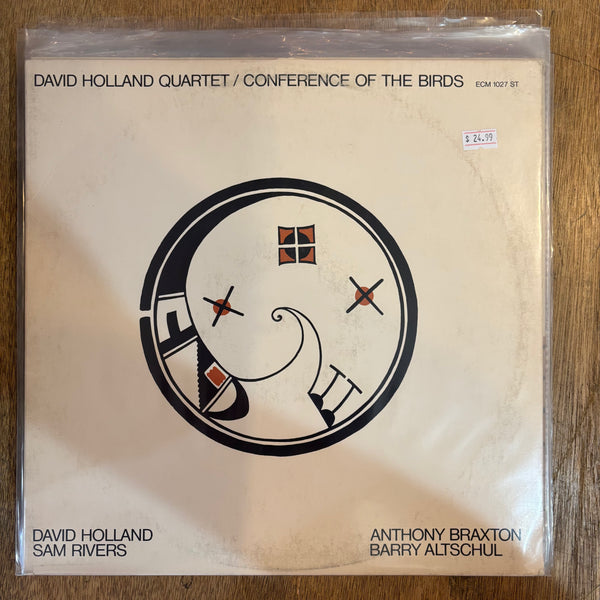 DAVID HOLLAND QUARTET / CONFERENCE OF THE BIRDS ECM 1027 ST
$ 24.99
DAVID HOLLAND
SAM RIVERS
ANTHONY BRAXTON
BARRY ALTSCHUL